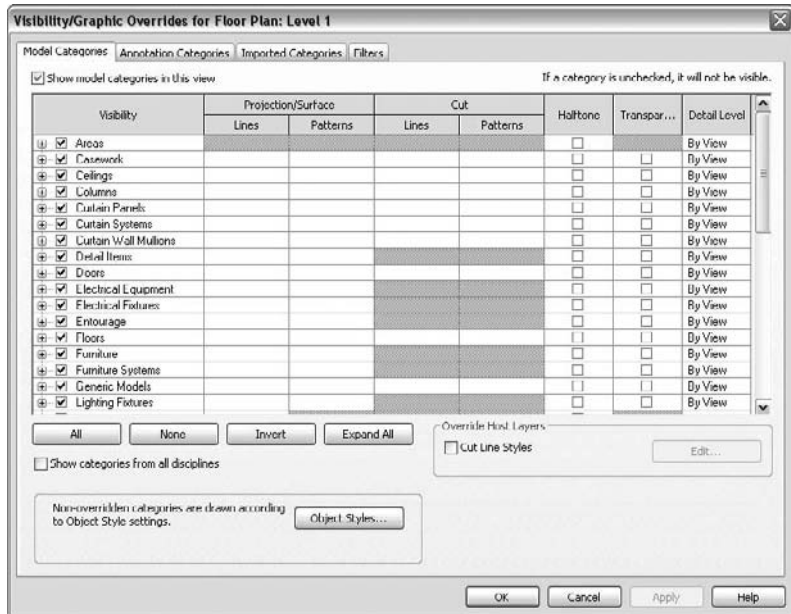 Visibility/Graphic Overrides for Floor Plan: Level 1
Model Categories Annotation Categories Imported Categories Filters
Show model categories in this view If a category is unchecked, it will not be visible.
Visibility Projection/Surface Cut Halftone Transpar... Detail Level
Lines Patterns Lines Patterns
Areas By View
Casework By View
Ceilings By View
Columns By View
Curtain Panels By View
Curtain Systems By View
Curtain Wall Mullions By View
Detail Items By View
Doors By View
Electrical Equipment By View
Electrical Fixtures By View
Entourage By View
Floors By View
Furniture By View
Furniture Systems By View
Generic Models By View
Lighting Fixtures By View
All None Invert Expand All
Override Host Layers
Cut Line Styles Edit...
Show categories from all disciplines
Non-overridden categories are drawn according
to Object Style settings.
Object Styles...
OK Cancel Apply Help